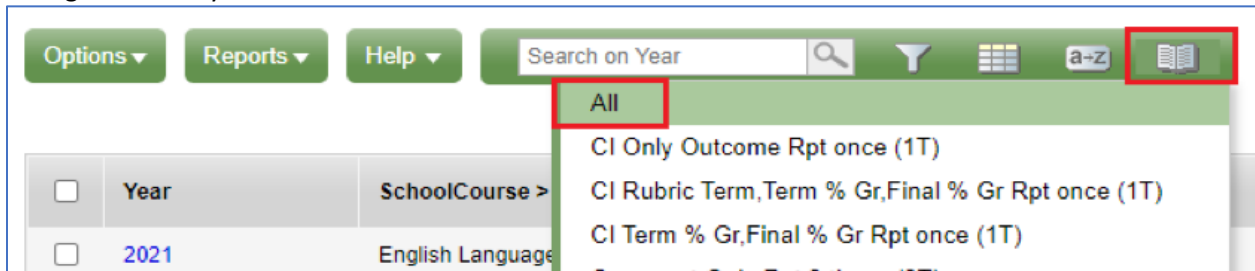 Options Reports Help Search on Year a-z
All
CI Only Outcome Rpt once (1T)
CI Rubric Term,Term % Gr,Final % Gr Rpt once (1T)
CI Term % Gr,Final % Gr Rpt once (1T)
Year SchoolCourse >
2021 English Language